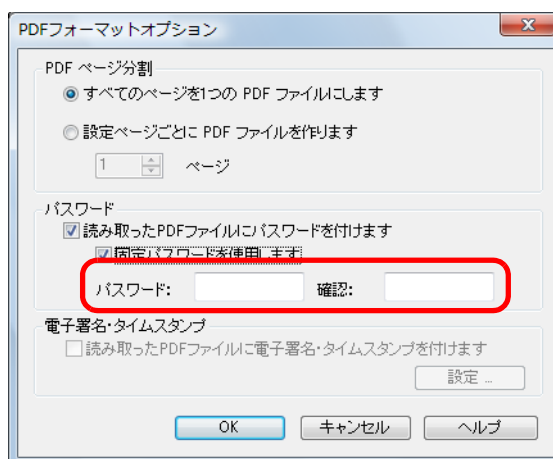 PDFフォーマットオプション
PDF ページ分割
すべてのページを1つの PDF ファイルにします
設定ページごとに PDF ファイルを作ります
1 ページ
パスワード
読み取ったPDFファイルにパスワードを付けます
固定パスワードを使用します
パスワード: 確認:
電子署名・タイムスタンプ
読み取ったPDFファイルに電子署名・タイムスタンプを付けます
設定 ...
OK キャンセル ヘルプ